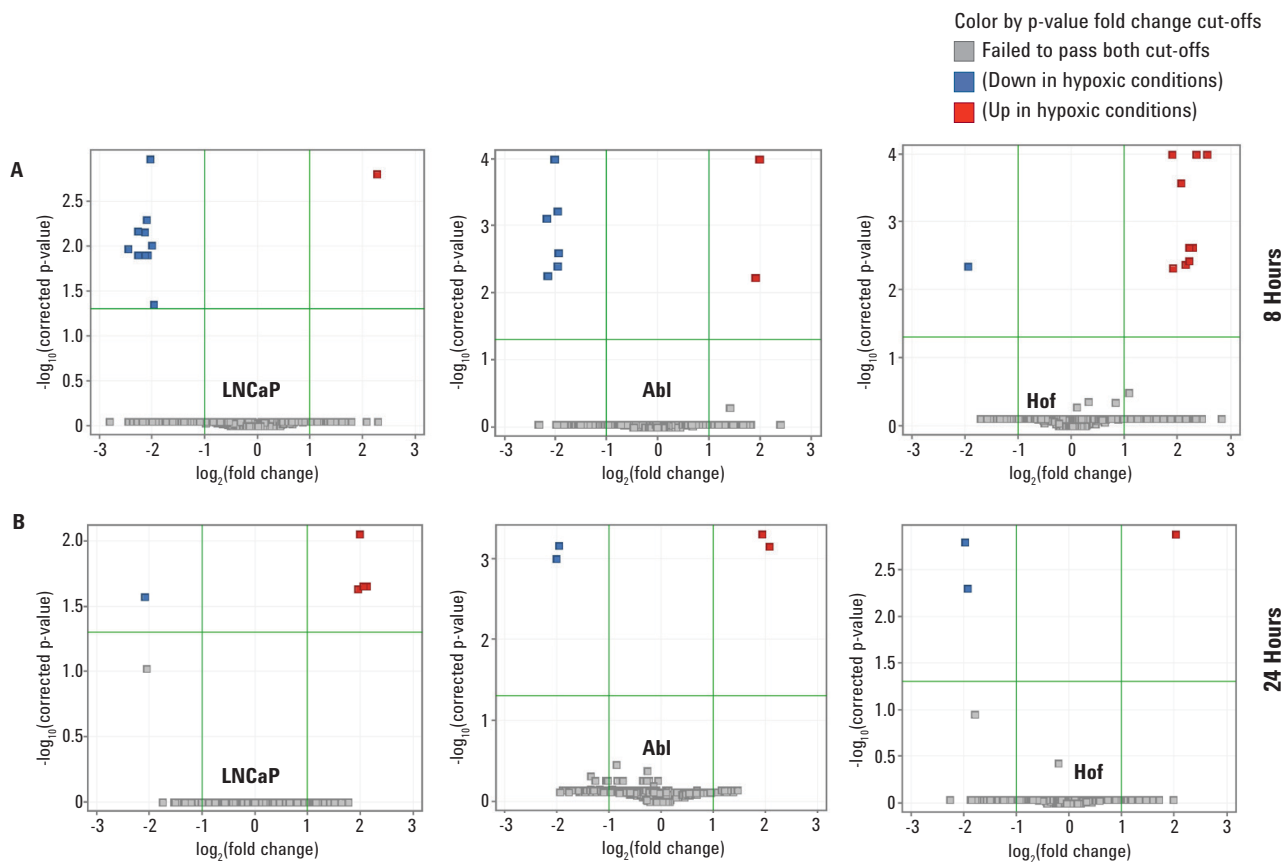 Color by p-value fold change cut-offs
Failed to pass both cut-offs
(Down in hypoxic conditions)
(Up in hypoxic conditions)
A
-log10(corrected p-value)
2.5
2.0
1.5
1.0
0.5
0
LNCaP
-3 -2 -1 0 1 2 3
log2(fold change)
-log10(corrected p-value)
4
3
2
1
0
Abl
-3 -2 -1 0 1 2 3
log2(fold change)
-log10(corrected p-value)
4
3
2
1
0
Hof
-3 -2 -1 0 1 2 3
log2(fold change)
8 Hours
B
-log10(corrected p-value)
2.0
1.5
1.0
0.5
0
LNCaP
-3 -2 -1 0 1 2 3
log2(fold change)
-log10(corrected p-value)
3
2
1
0
Abl
-3 -2 -1 0 1 2 3
log2(fold change)
-log10(corrected p-value)
2.5
2.0
1.5
1.0
0.5
0
Hof
-3 -2 -1 0 1 2 3
log2(fold change)
24 Hours